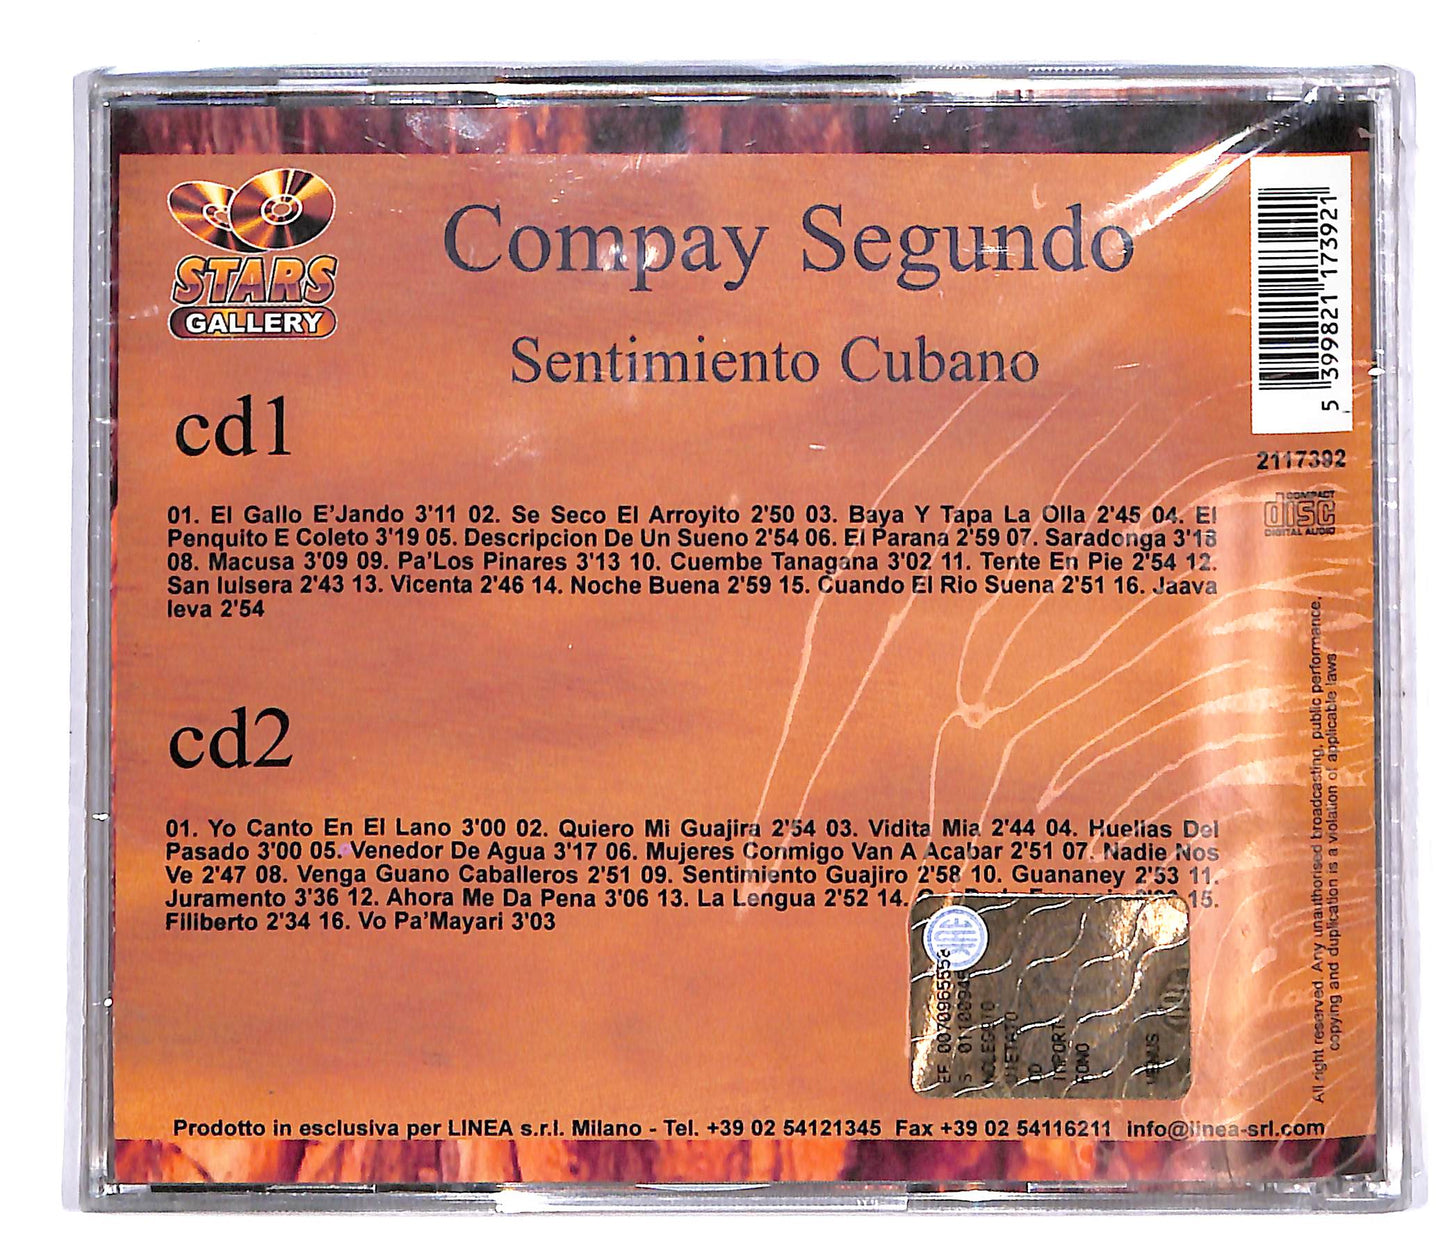 STARS
GALLERY
Compay Segundo
Sentimiento Cubano
cd1
01. El Gallo E'Jando 3'11 02. Se Seco El Arroyito 2'50 03. Baya Y Tapa La Olla 2'45 04. El
Penquito E Coleto 3'19 05. Descripcion De Un Sueno 2'54 06. El Parana 2'59 07. Saradonga 3'18
08. Macusa 3'09 09. Pa'Los Pinares 3'13 10. Cuembe Tanagana 3'02 11. Tente En Pie 2'54 12.
San luisera 2'43 13. Vicenta 2'46 14. Noche Buena 2'59 15. Cuando El Rio Suena 2'51 16. Jaava
leva 2'54
cd2
01. Yo Canto En El Lano 3'00 02. Quiero Mi Guajira 2'54 03. Vidita Mia 2'44 04. Huellas Del
Pasado 3'00 05. Venedor De Agua 3'17 06. Mujeres Conmigo Van A Acabar 2'51 07. Nadie Nos
Ve 2'47 08. Venga Guano Caballeros 2'51 09. Sentimiento Guajiro 2'58 10. Guananey 2'53 11.
Juramento 3'36 12. Ahora Me Da Pena 3'06 13. La Lengua 2'52 14. 15.
Filiberto 2'34 16. Vo Pa'Mayari 3'03
Prodotto in esclusiva per LINEA s.r.l. Milano - Tel. +39 02 54121345 Fax +39 02 54116211 info@linea-srl.com
5 399821 173921
2117392
COMPACT
disc
DIGITAL AUDIO
All right reserved. Any unauthorised broadcasting, public performance,
copying and duplication is a violation of applicable laws